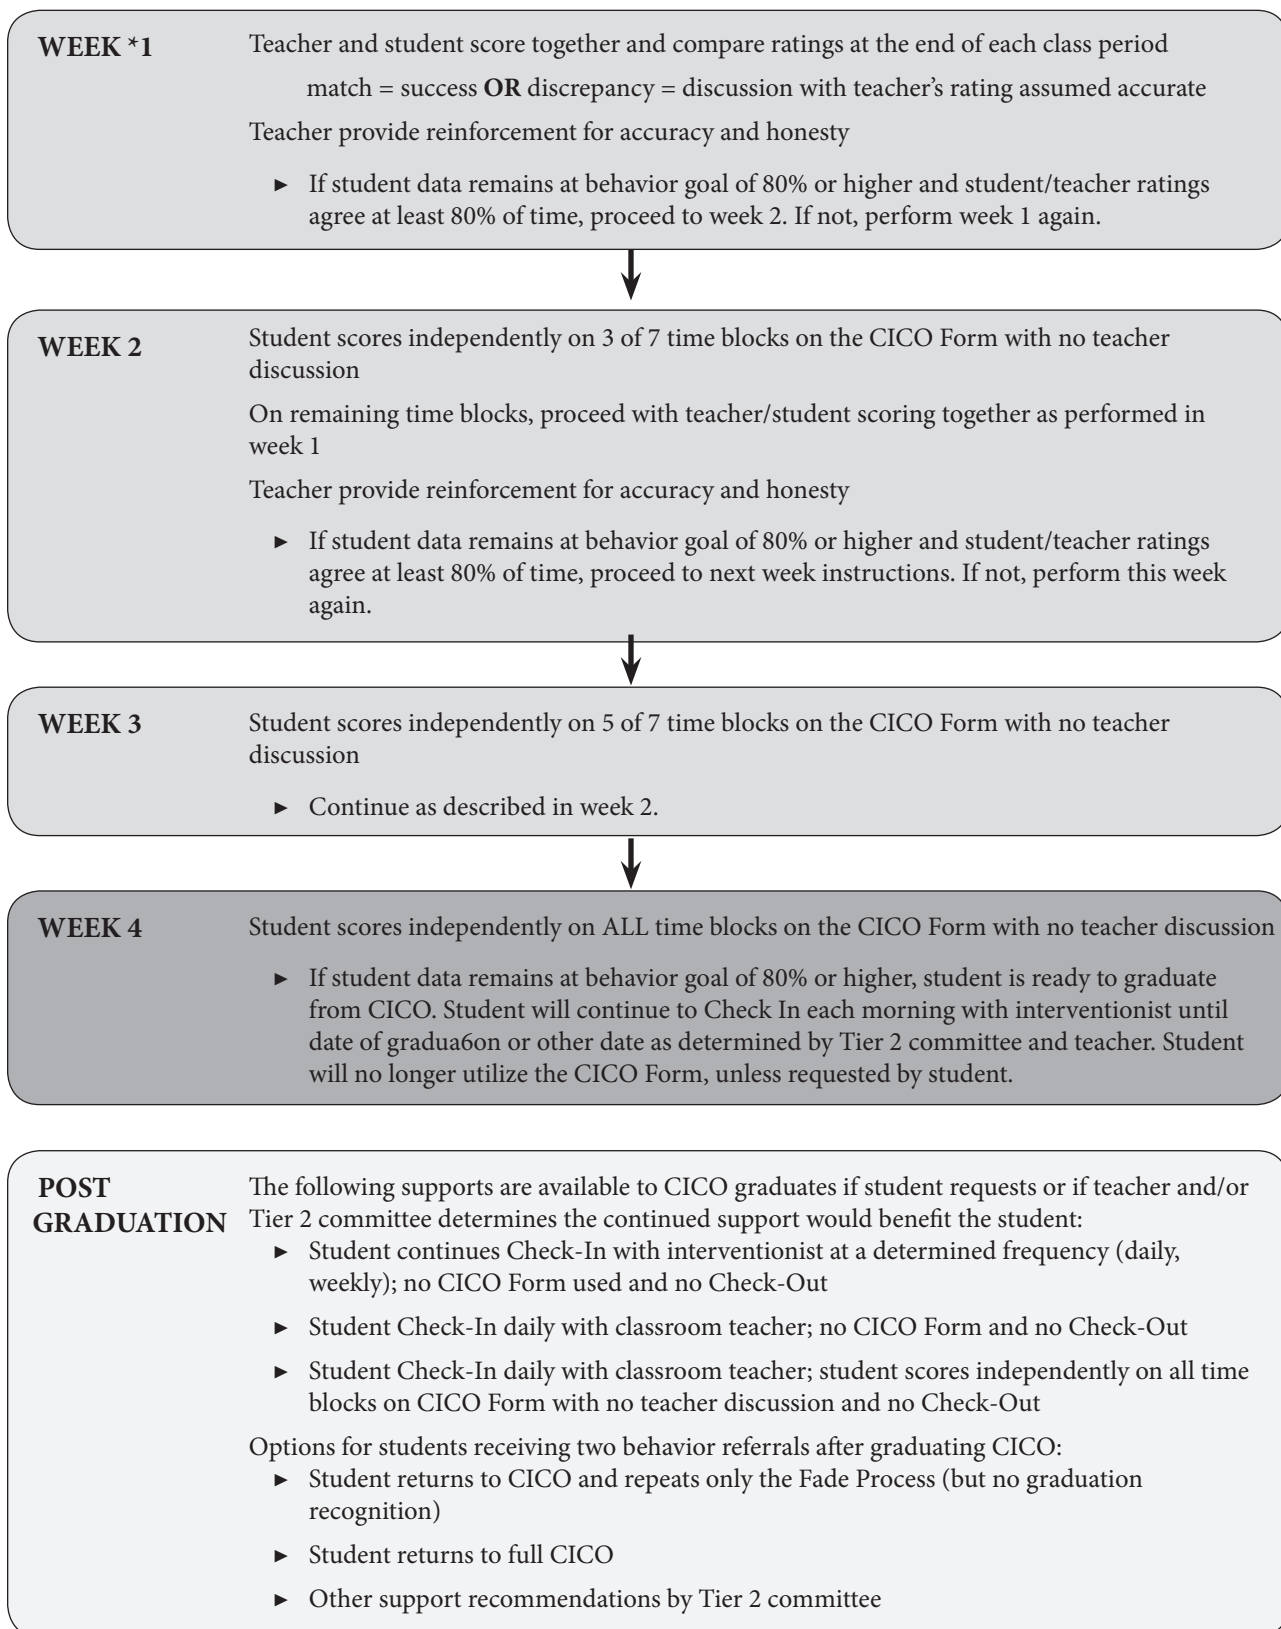 WEEK *1
Teacher and student score together and compare ratings at the end of each class period
match = success OR discrepancy = discussion with teacher's rating assumed accurate
Teacher provide reinforcement for accuracy and honesty
► If student data remains at behavior goal of 80% or higher and student/teacher ratings
agree at least 80% of time, proceed to week 2. If not, perform week 1 again.
WEEK 2
Student scores independently on 3 of 7 time blocks on the CICO Form with no teacher
discussion
On remaining time blocks, proceed with teacher/student scoring together as performed in
week 1
Teacher provide reinforcement for accuracy and honesty
► If student data remains at behavior goal of 80% or higher and student/teacher ratings
agree at least 80% of time, proceed to next week instructions. If not, perform this week
again.
WEEK 3
Student scores independently on 5 of 7 time blocks on the CICO Form with no teacher
discussion
► Continue as described in week 2.
WEEK 4
Student scores independently on ALL time blocks on the CICO Form with no teacher discussion
► If student data remains at behavior goal of 80% or higher, student is ready to graduate
from CICO. Student will continue to Check In each morning with interventionist until
date of gradua6on or other date as determined by Tier 2 committee and teacher. Student
will no longer utilize the CICO Form, unless requested by student.
POST
GRADUATION
The following supports are available to CICO graduates if student requests or if teacher and/or
Tier 2 committee determines the continued support would benefit the student:
► Student continues Check-In with interventionist at a determined frequency (daily,
weekly); no CICO Form used and no Check-Out
► Student Check-In daily with classroom teacher; no CICO Form and no Check-Out
► Student Check-In daily with classroom teacher; student scores independently on all time
blocks on CICO Form with no teacher discussion and no Check-Out
Options for students receiving two behavior referrals after graduating CICO:
► Student returns to CICO and repeats only the Fade Process (but no graduation
recognition)
► Student returns to full CICO
► Other support recommendations by Tier 2 committee